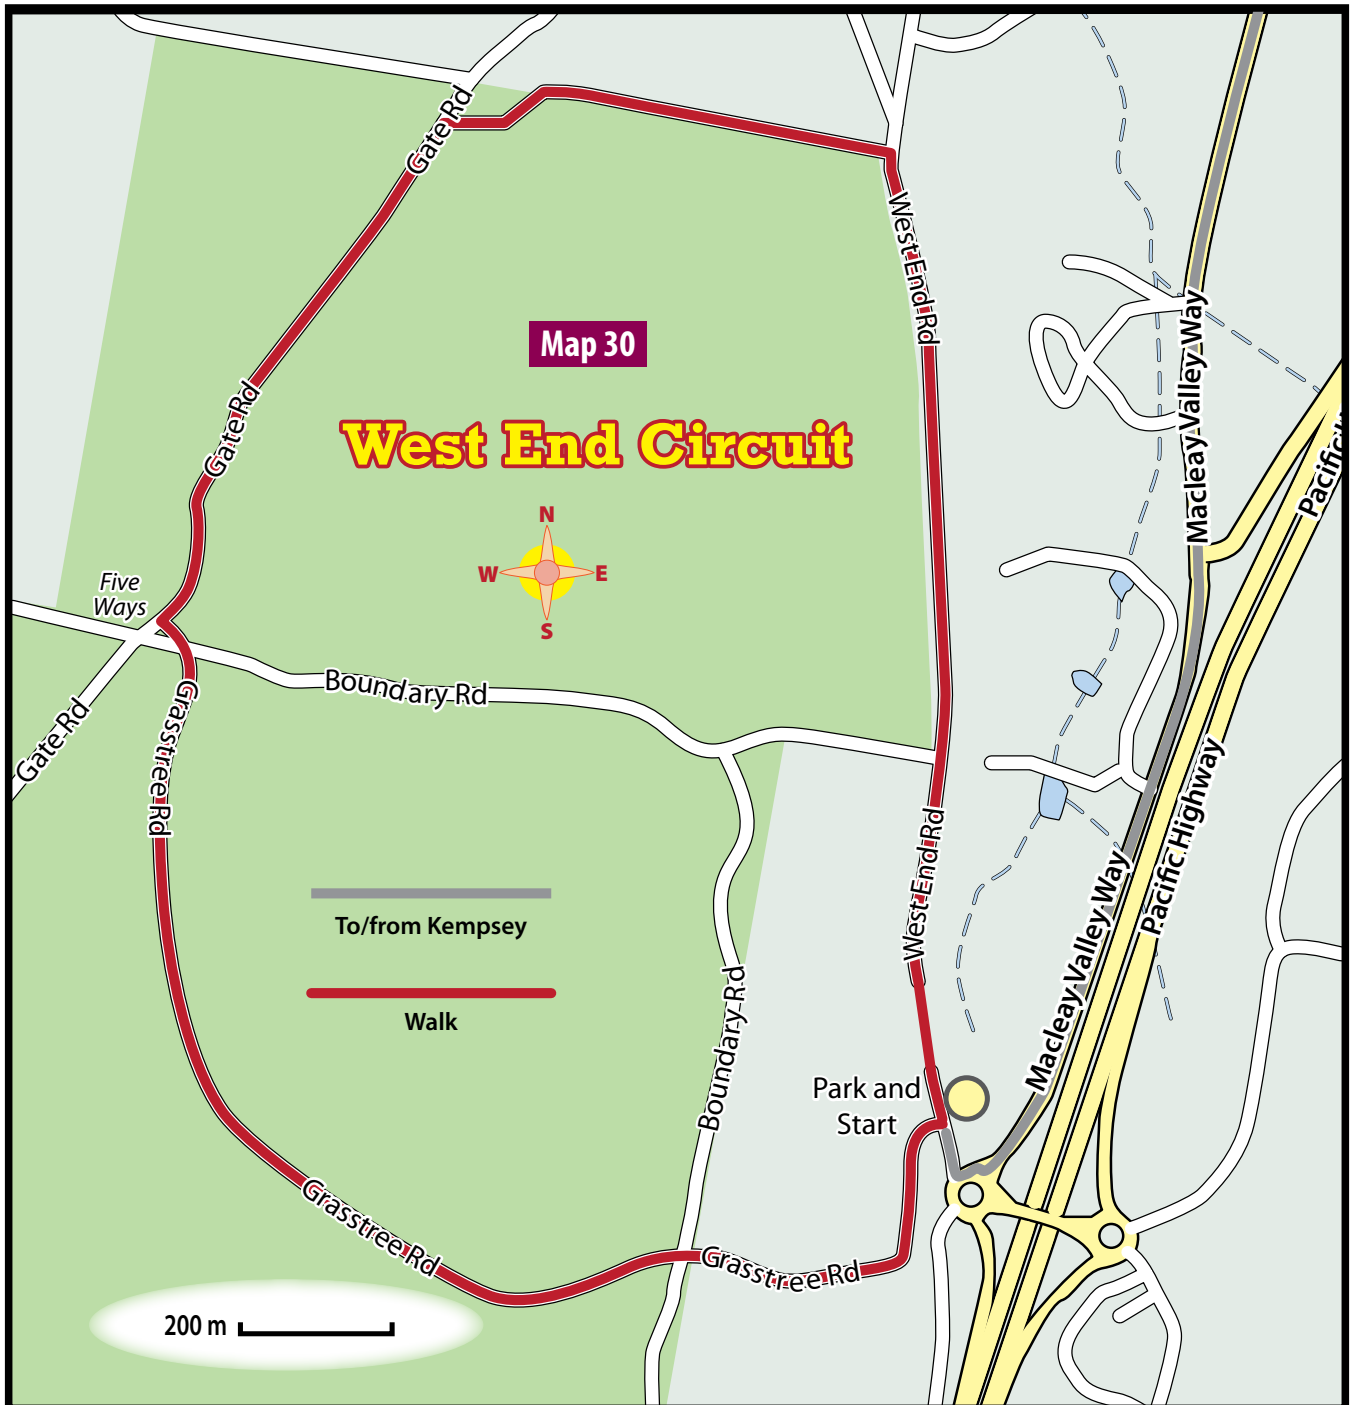 Gate Rd
West End Rd
Map 30
Macleay Valley Way
Gate Rd
West End Circuit
Pacific
N
W
E
S
Five
Ways
Boundary Rd
Grasstree Rd
Gate Rd
Pacific Highway
West End Rd
Macleay Valley Way
To/from Kempsey
Walk
Boundary Rd
Park and
Start
Grasstree Rd
Grasstree Rd
200 m